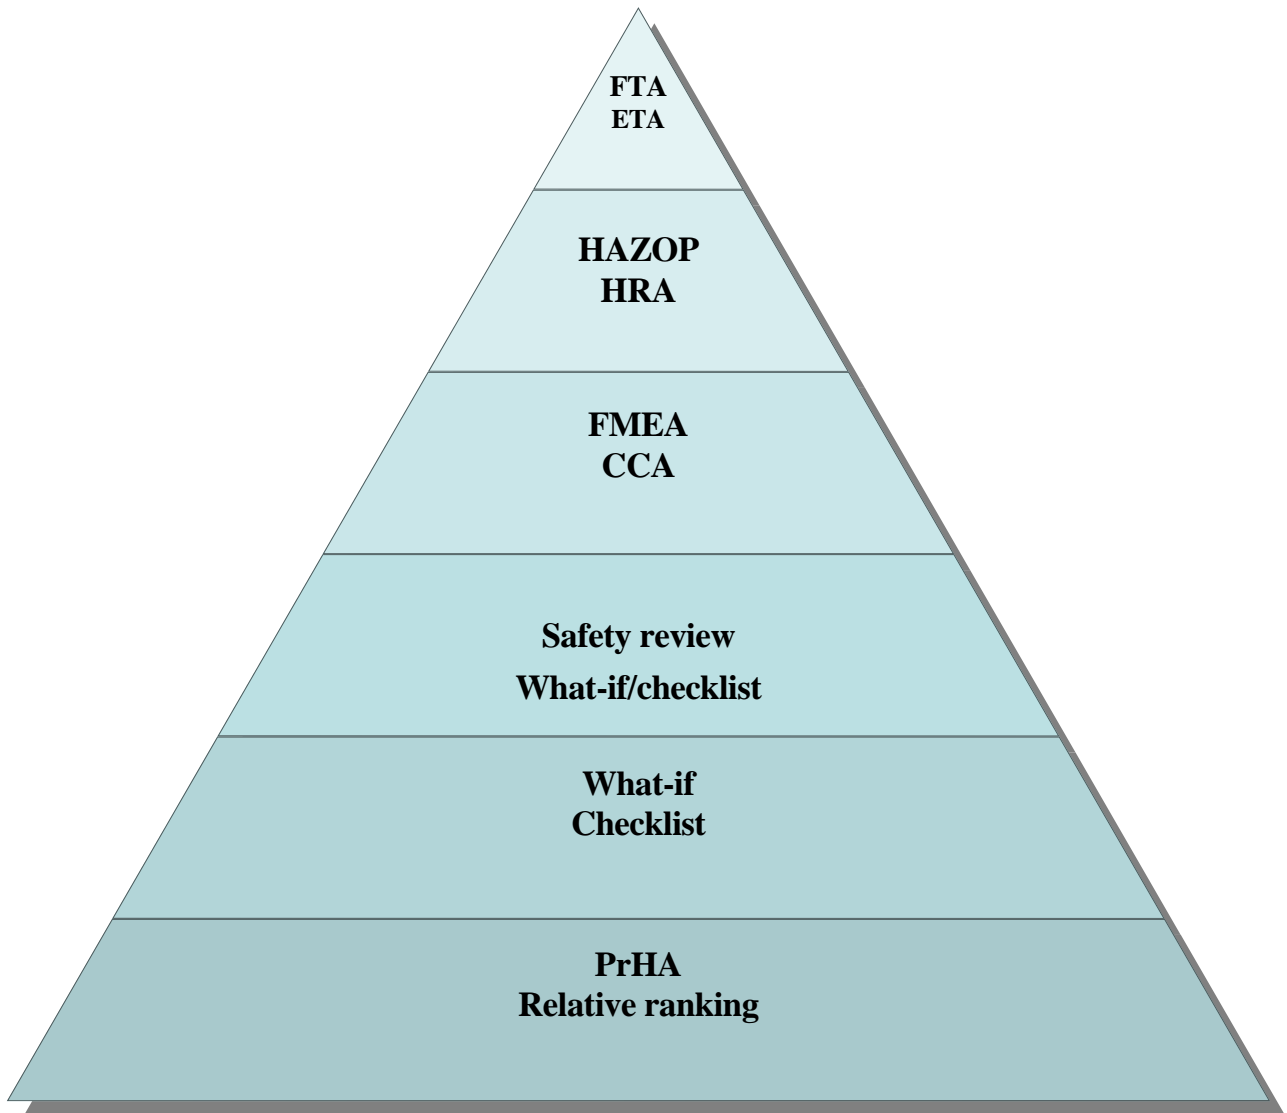 FTA
ETA
HAZOP
HRA
FMEA
CCA
Safety review
What-if/checklist
What-if
Checklist
PrHA
Relative ranking